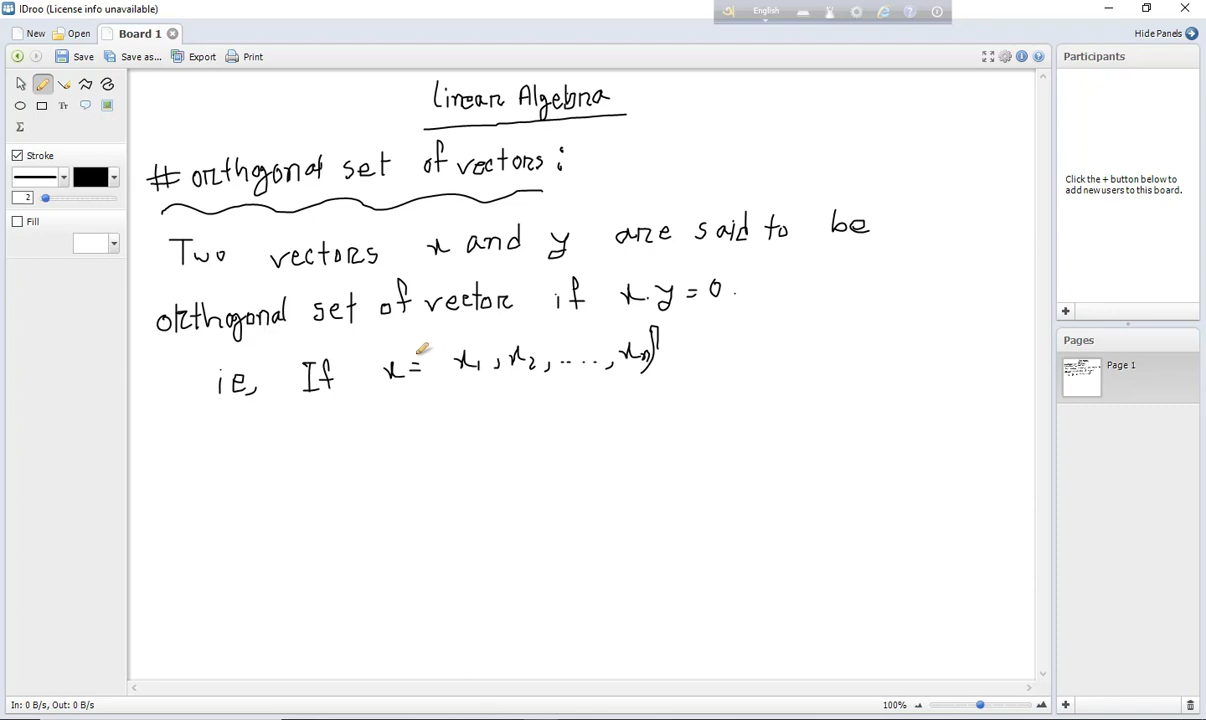 IDroo (License info unavailable)
English
New Open Board 1
Hide Panels
Save Save as... Export Print
Participants
Linear Algebra
# orthogonal set of vectors :
Stroke
2
Fill
Click the + button below to
add new users to this board.
Two vectors x and y are said to be
orthogonal set of vector if x.y = 0.
ie, If x = x₁, x₂, ....., xₙ)
Pages
Page 1
In: 0 B/s, Out: 0 B/s
100%